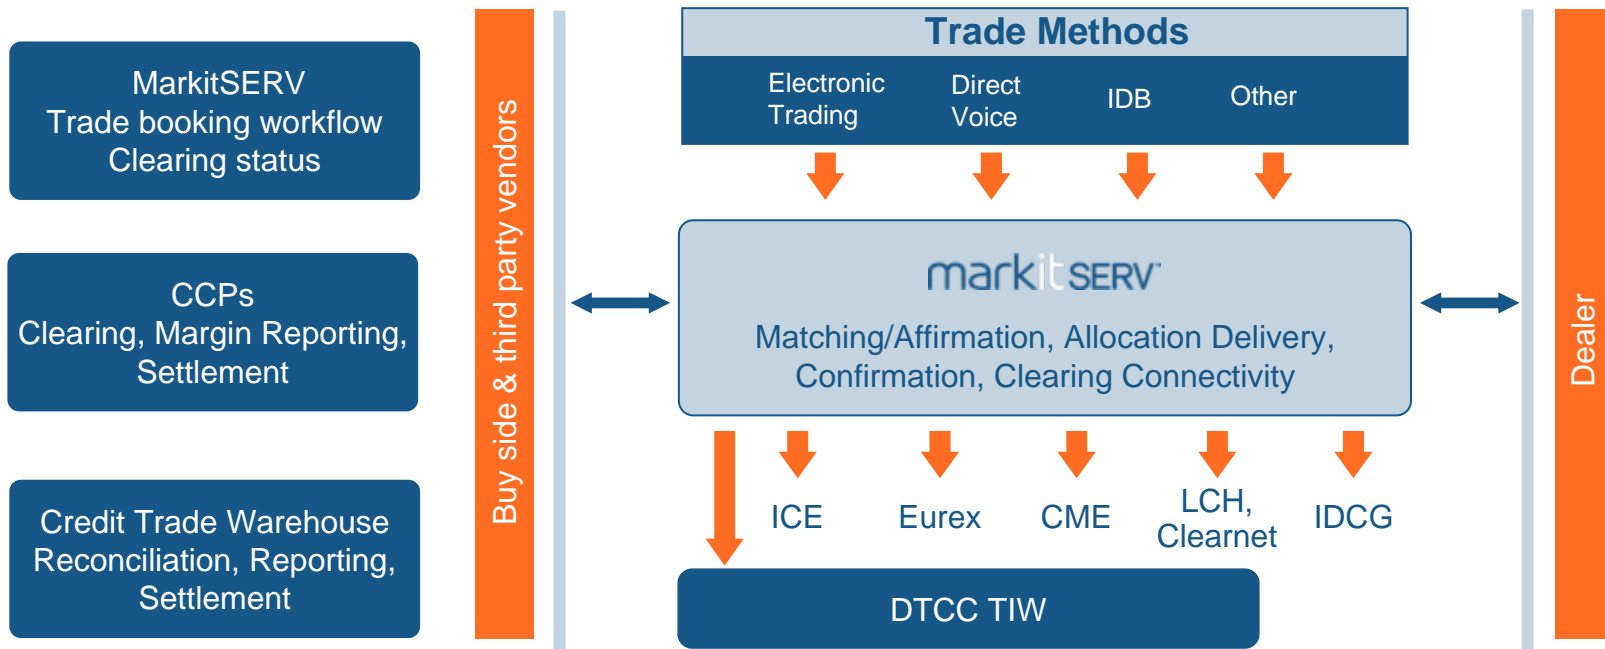 MarkitSERV
Trade booking workflow
Clearing status
CCPs
Clearing, Margin Reporting,
Settlement
Credit Trade Warehouse
Reconciliation, Reporting,
Settlement
Buy side & third party vendors
Trade Methods
Electronic
Trading
Direct
Voice
IDB
Other
markit SERV™
Matching/Affirmation, Allocation Delivery,
Confirmation, Clearing Connectivity
ICE
Eurex
CME
LCH,
Clearnet
IDCG
DTCC TIW
Dealer